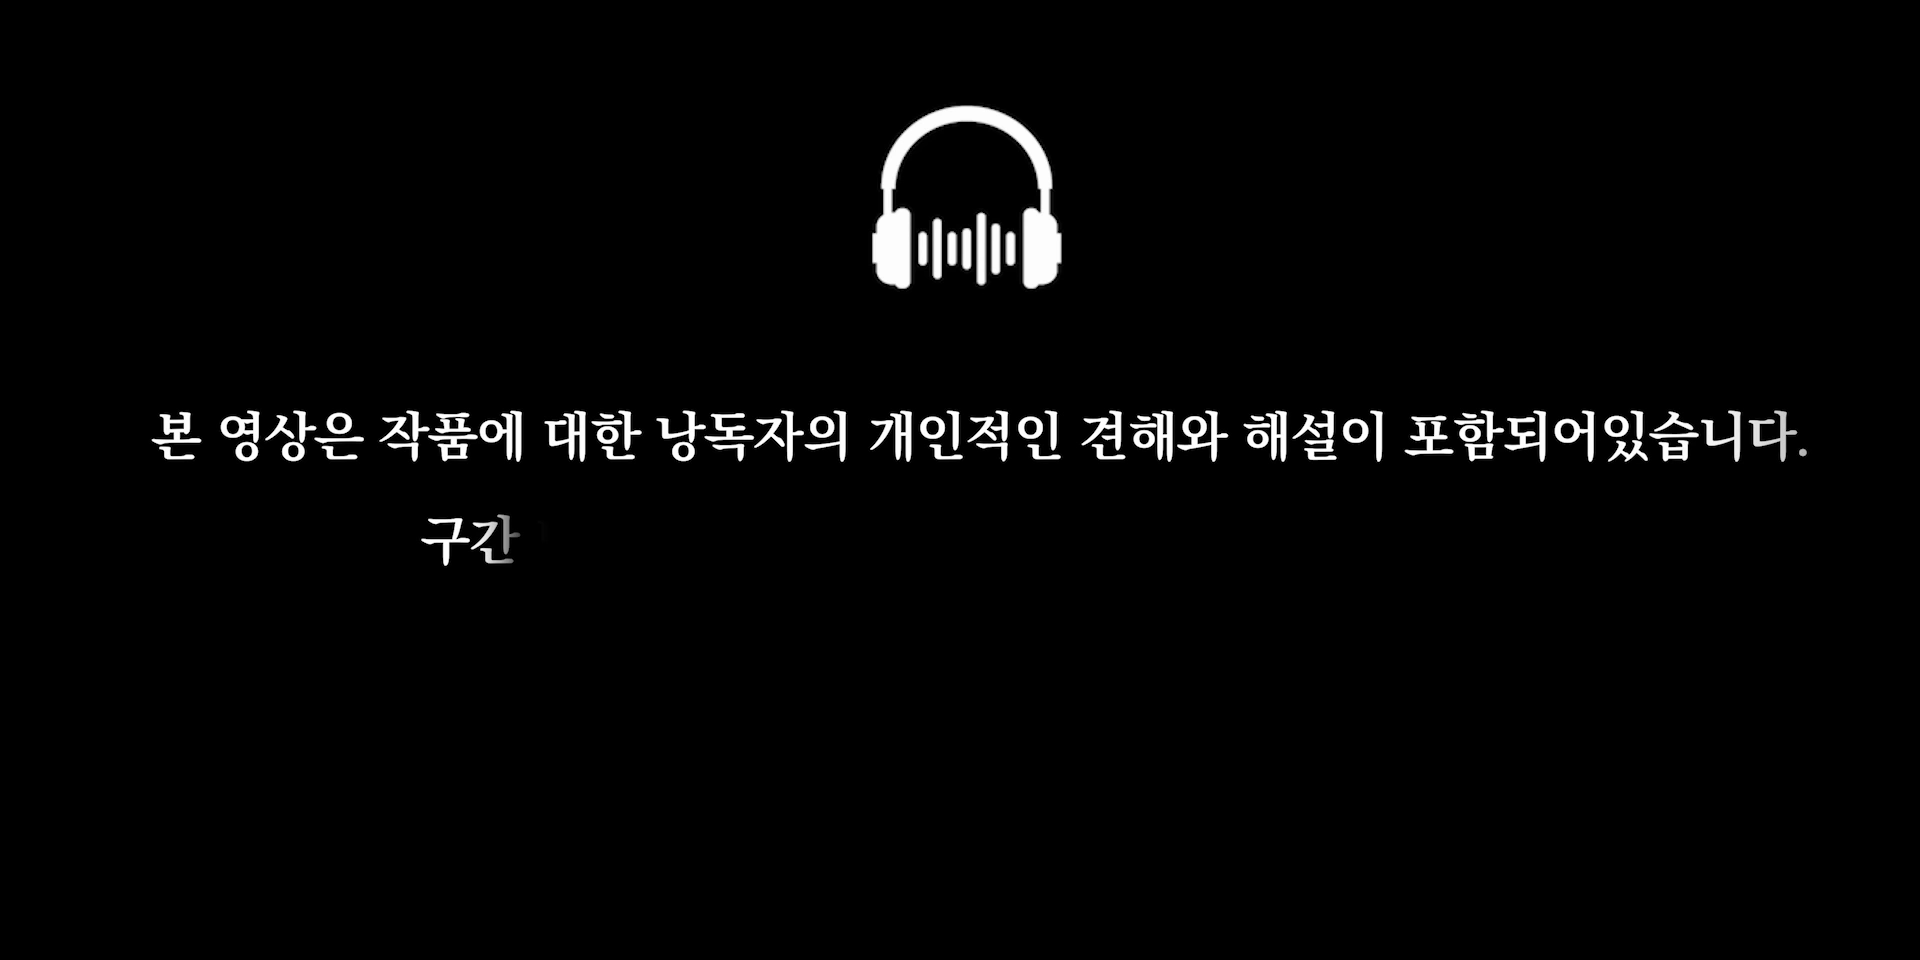 본 영상은 작품에 대한 낭독자의 개인적인 견해와 해설이 포함되어있습니다.
구간